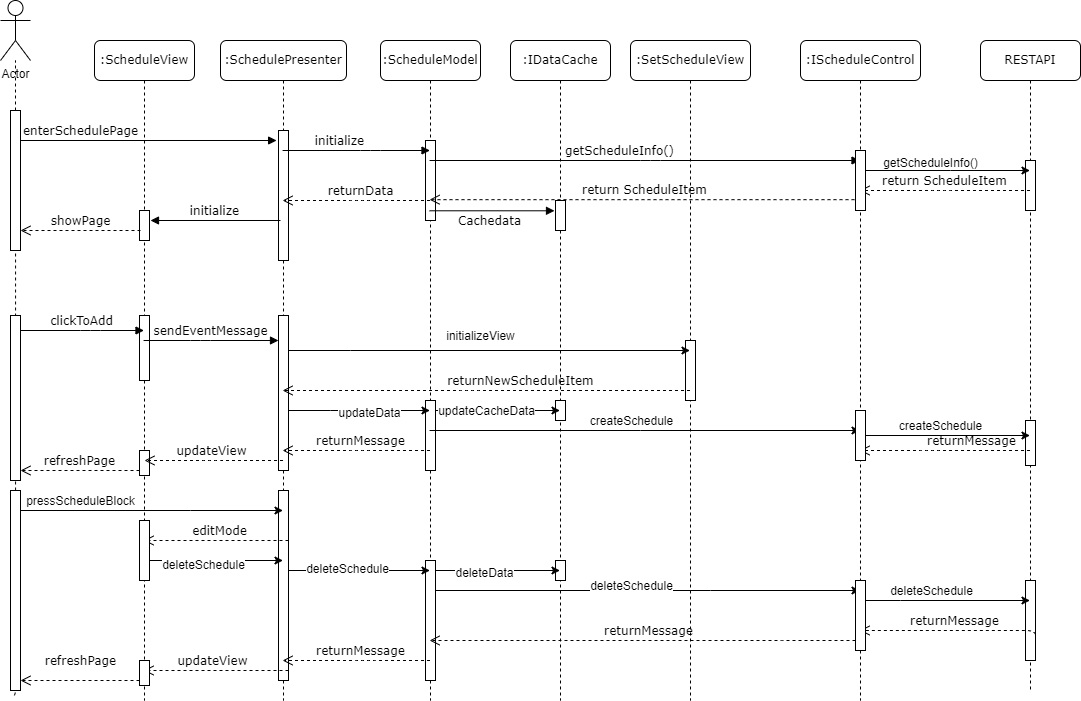 Actor
:ScheduleView
:SchedulePresenter
:ScheduleModel
:IDataCache
:SetScheduleView
:IScheduleControl
RESTAPI
enterSchedulePage
initialize
getScheduleInfo()
getScheduleInfo()
return ScheduleItem
returnData
return ScheduleItem
initialize
Cachedata
showPage
clickToAdd
sendEventMessage
initializeView
returnNewScheduleItem
updateData
updateCacheData
createSchedule
createSchedule
returnMessage
returnMessage
updateView
refreshPage
pressScheduleBlock
editMode
deleteSchedule
deleteSchedule
deleteData
deleteSchedule
deleteSchedule
returnMessage
returnMessage
returnMessage
updateView
refreshPage